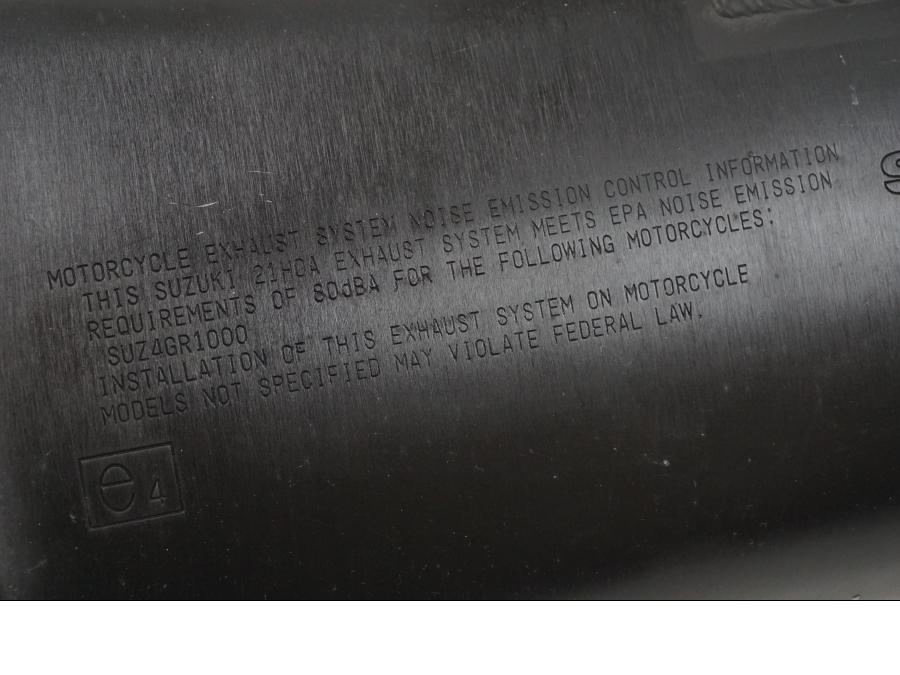 MOTORCYCLE EXHAUST SYSTEM NOISE EMISSION CONTROL INFORMATION
THIS SUZUKI 21H0A EXHAUST SYSTEM MEETS EPA NOISE EMISSION
REQUIREMENTS OF 80dBA FOR THE FOLLOWING MOTORCYCLES:
SUZ4GR1000
INSTALLATION OF THIS EXHAUST SYSTEM ON MOTORCYCLE
MODELS NOT SPECIFIED MAY VIOLATE FEDERAL LAW.
e4